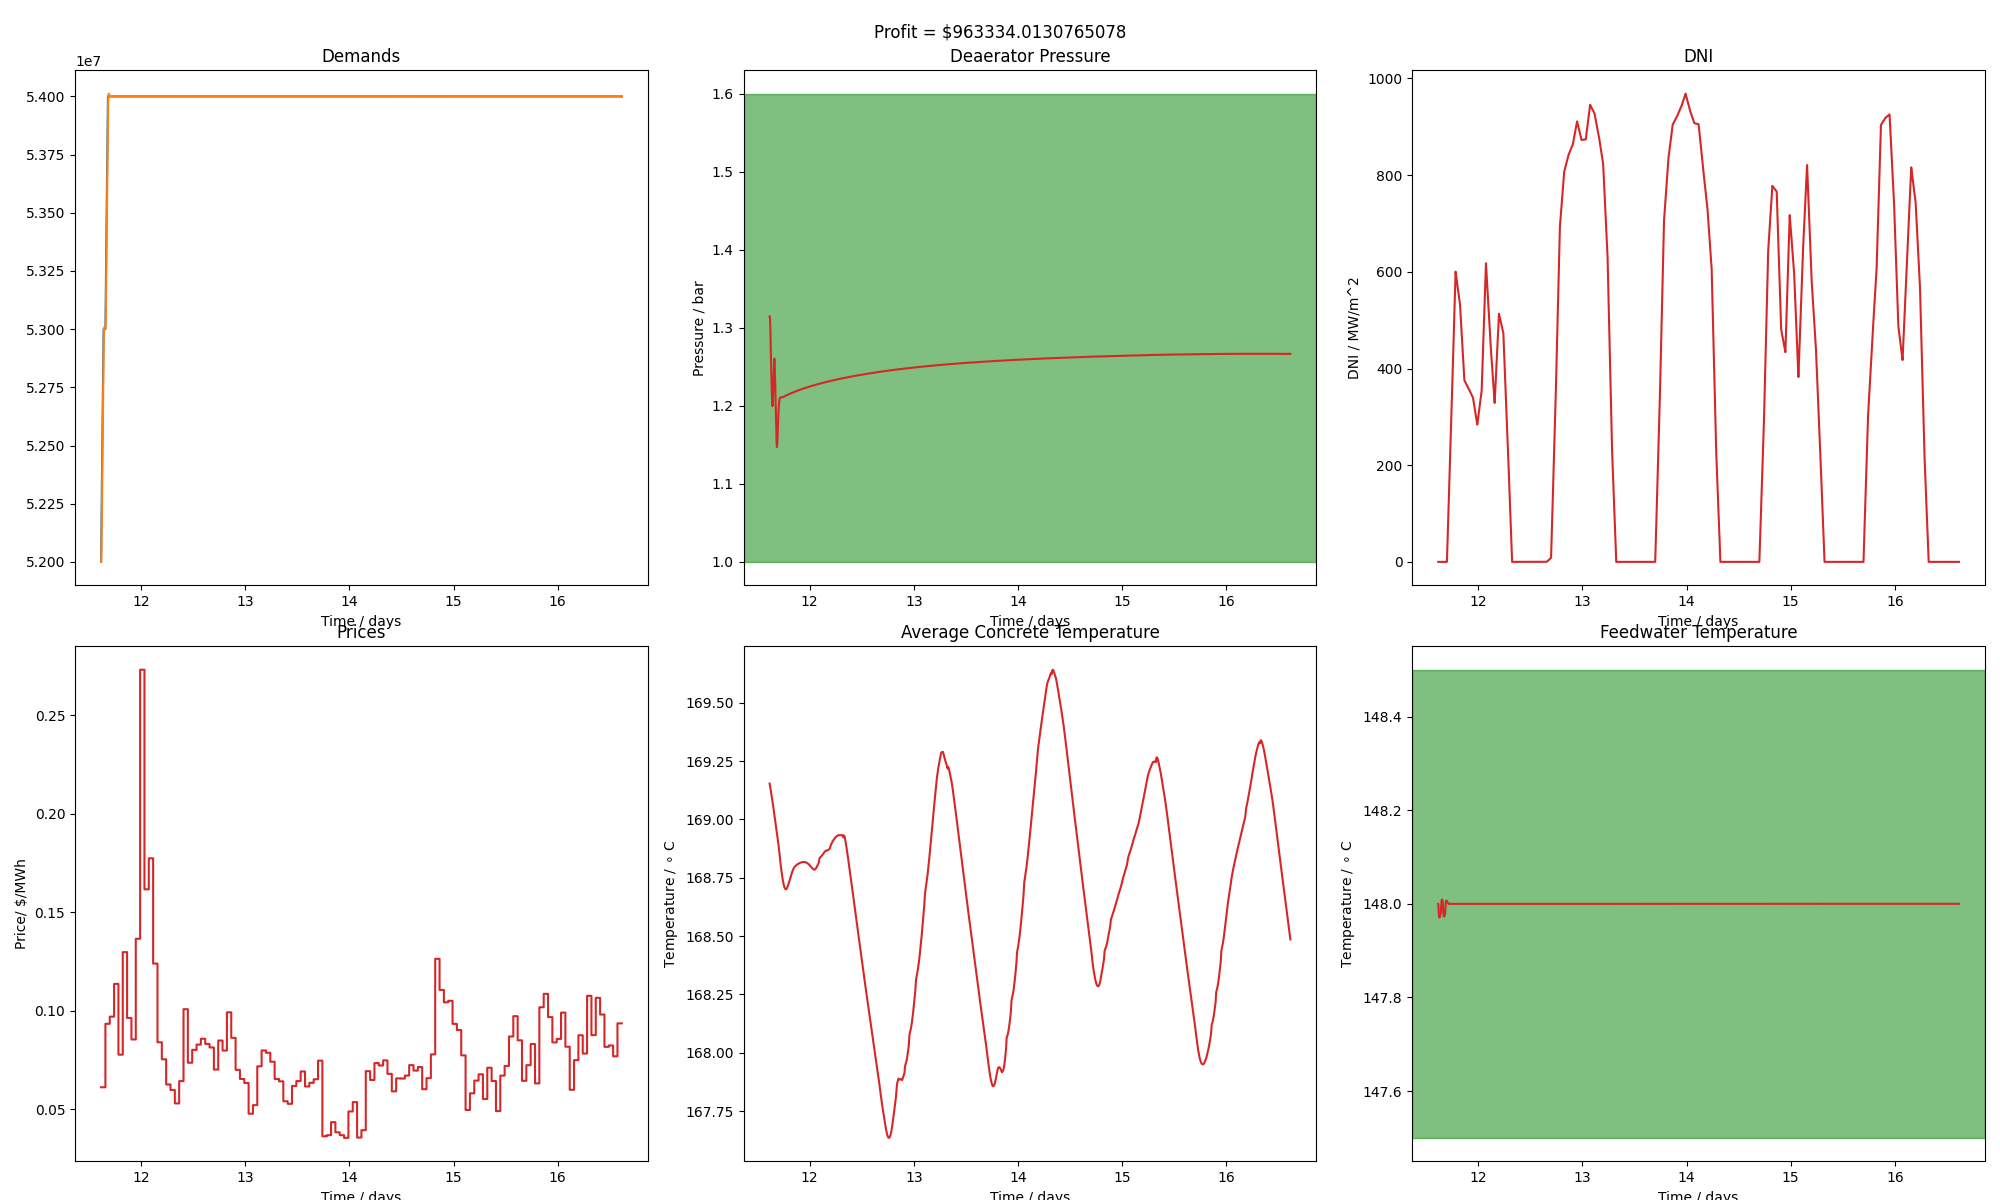 Profit = $963334.0130765078
Demands
1e7
5.400
5.375
5.350
5.325
5.300
5.275
5.250
5.225
5.200
12 13 14 15 16
Time / days
Deaerator Pressure
Pressure / bar
1.6
1.5
1.4
1.3
1.2
1.1
1.0
12 13 14 15 16
Time / days
DNI
DNI / MW/m^2
1000
800
600
400
200
0
12 13 14 15 16
Time / days
Prices
Price/ $/MWh
0.25
0.20
0.15
0.10
0.05
12 13 14 15 16
Time / days
Average Concrete Temperature
Temperature / ∘ C
169.50
169.25
169.00
168.75
168.50
168.25
168.00
167.75
12 13 14 15 16
Time / days
Feedwater Temperature
Temperature / ∘ C
148.4
148.2
148.0
147.8
147.6
12 13 14 15 16
Time / days